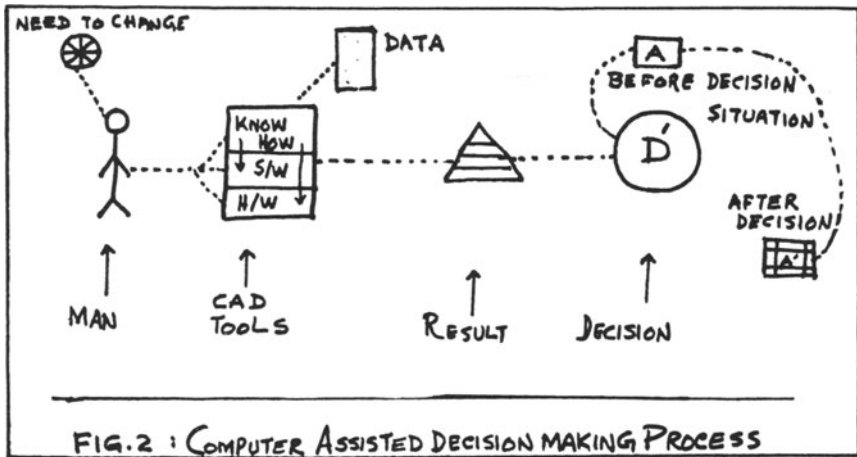 NEED TO CHANGE
DATA
KNOW
HOW
S/W
H/W
A
BEFORE DECISION
SITUATION
D'
AFTER
DECISION
A'
MAN
CAD
TOOLS
RESULT
DECISION
FIG.2 : COMPUTER ASSISTED DECISION MAKING PROCESS